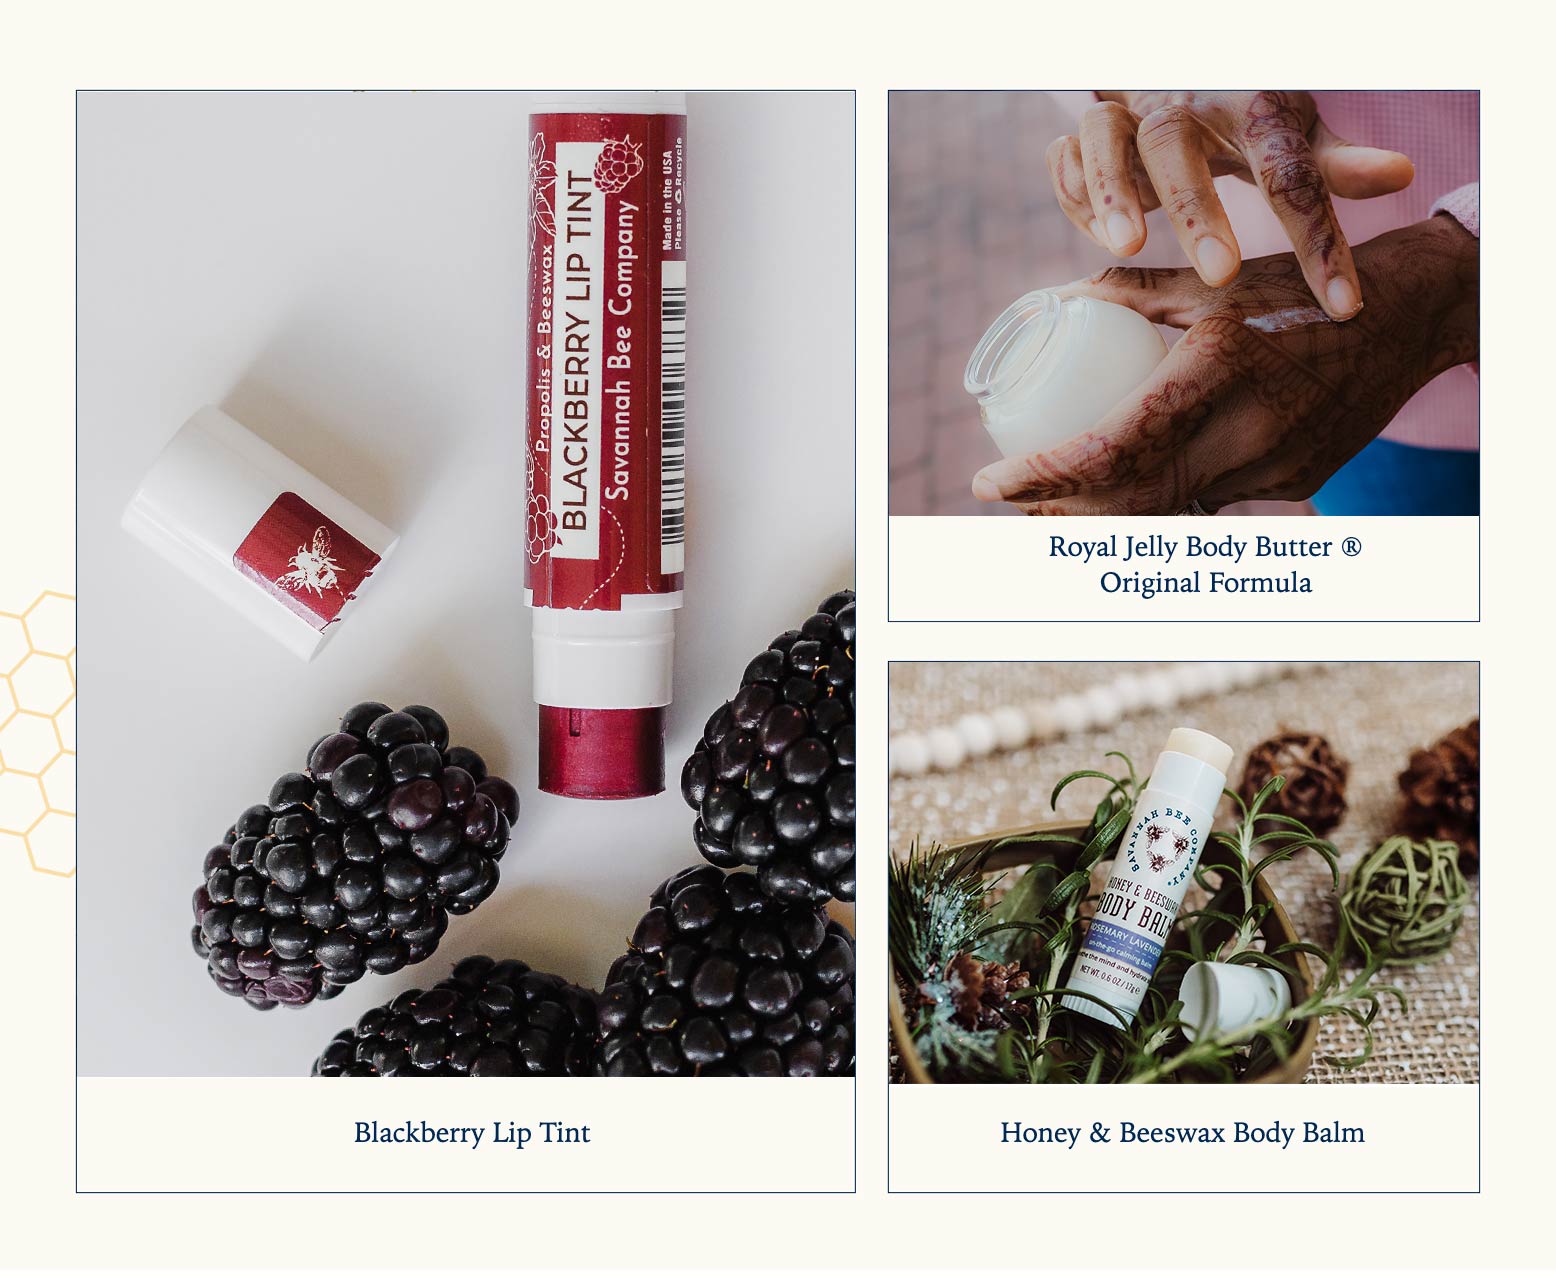 Propolis & Beeswax
BLACKBERRY LIP TINT
Savannah Bee Company
Made in the USA
Please Recycle
Blackberry Lip Tint
Royal Jelly Body Butter ®
Original Formula
SAVANNAH BEE COMPANY
HONEY & BEESWAX
BODY BALM
ROSEMARY LAVENDER
on-the-go calming balm
the mind and hydrate
NET WT. 0.6 OZ / 17g e
Honey & Beeswax Body Balm